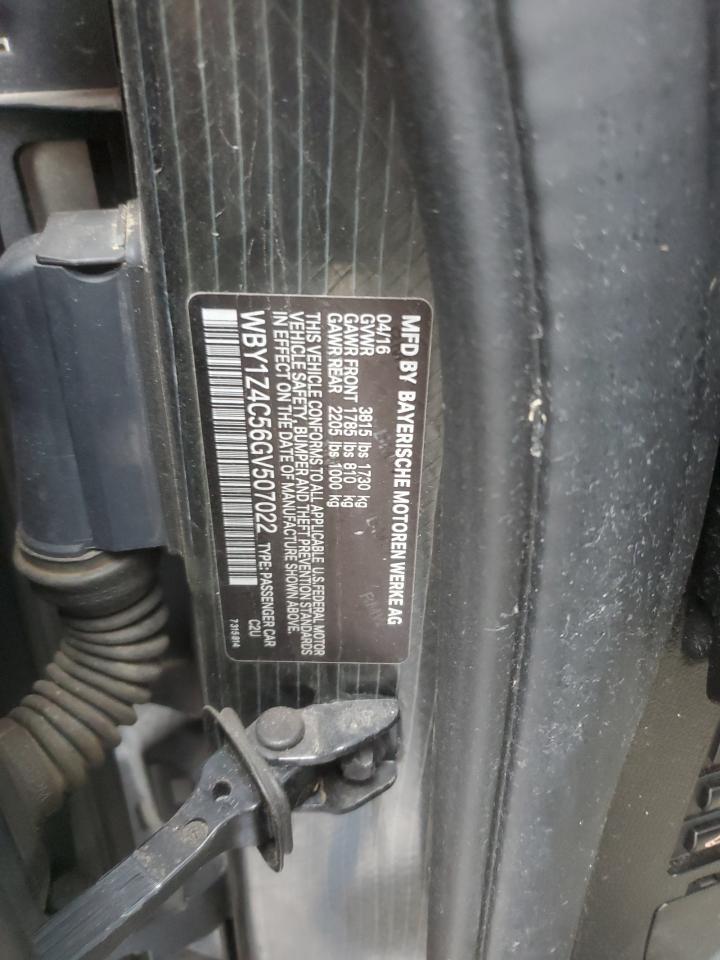 MFD BY BAYERISCHE MOTOREN WERKE AG
04/16
GVWR 3815 lbs 1730 kg
GAWR FRONT 1785 lbs 810 kg
GAWR REAR 2205 lbs 1000 kg
THIS VEHICLE CONFORMS TO ALL APPLICABLE U.S. FEDERAL MOTOR
VEHICLE SAFETY, BUMPER AND THEFT PREVENTION STANDARDS
IN EFFECT ON THE DATE OF MANUFACTURE SHOWN ABOVE.
WBY1Z4C56GV507022 TYPE: PASSENGER CAR
C2U
7315814